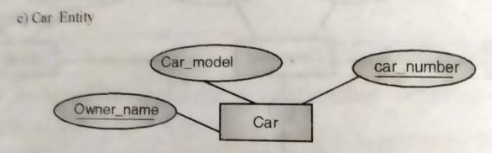 c) Car Entity
Car_model
car_number
Owner_name
Car